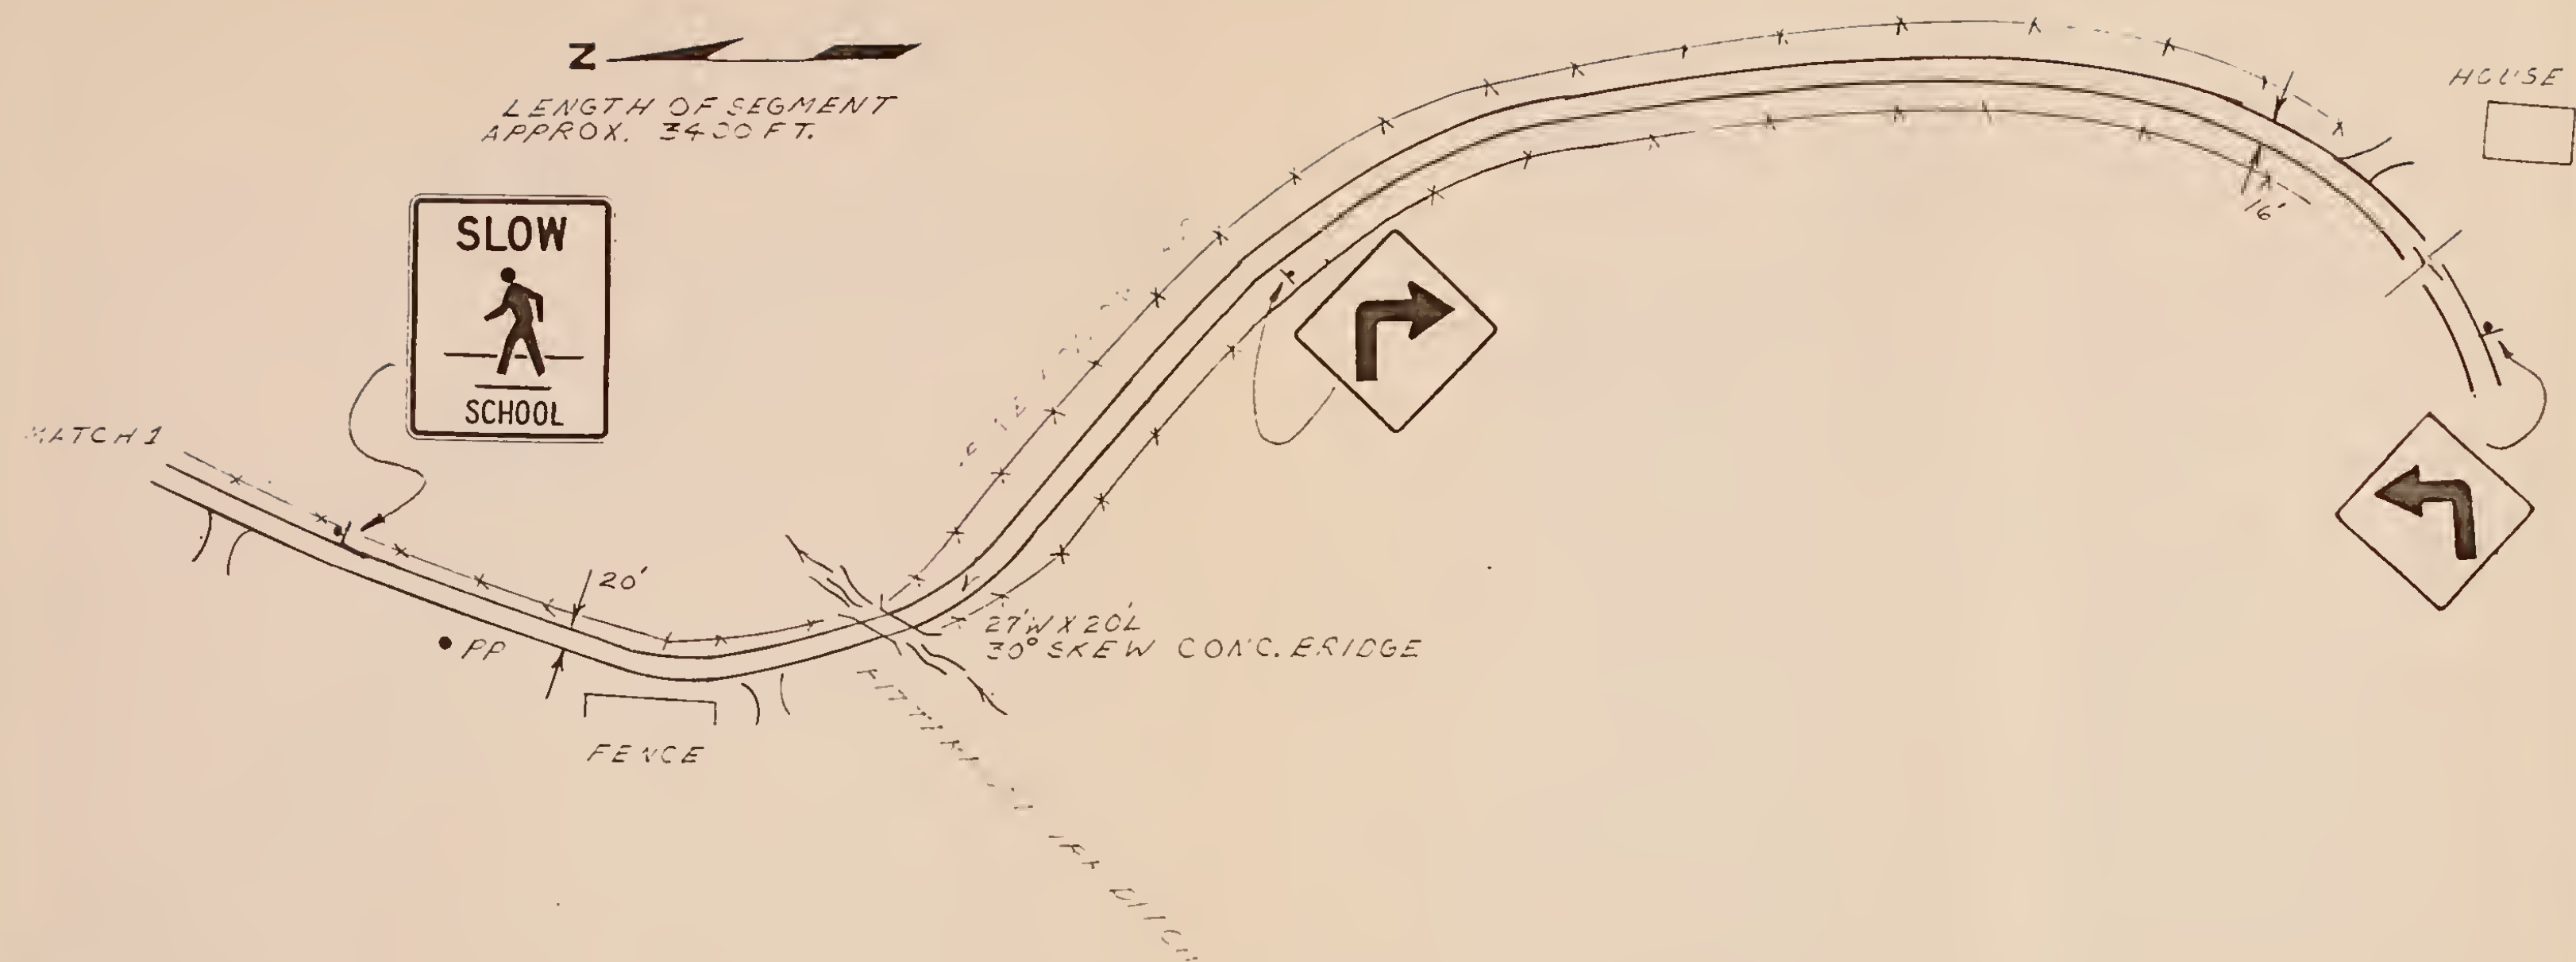 N
LENGTH OF SEGMENT
APPROX. 3400 FT.
HOUSE
16'
SLOW
SCHOOL
MATCH 1
20'
PP
27'W X 20'L
30° SKEW CONC. BRIDGE
FENCE
DITCH